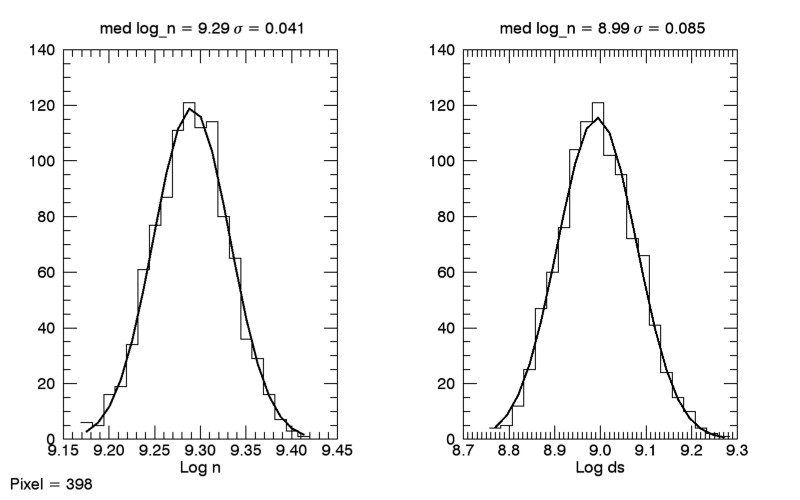 med log_n = 9.29 σ = 0.041
med log_n = 8.99 σ = 0.085
140
120
100
80
60
40
20
0
9.15 9.20 9.25 9.30 9.35 9.40 9.45
Log n
140
120
100
80
60
40
20
0
8.7 8.8 8.9 9.0 9.1 9.2 9.3
Log ds
Pixel = 398